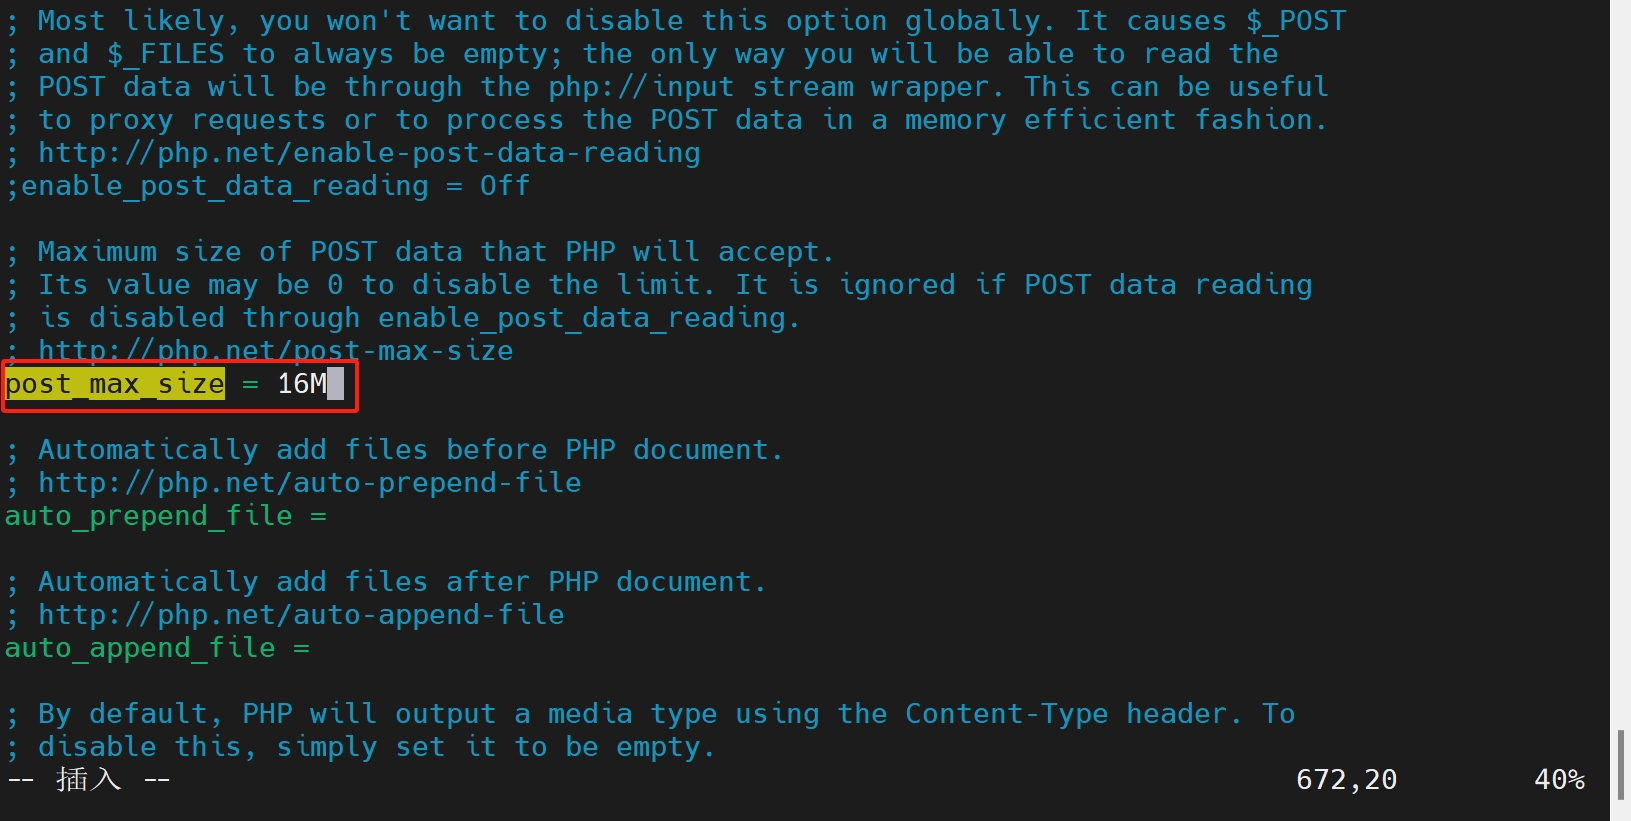 ; Most likely, you won't want to disable this option globally. It causes $_POST
; and $_FILES to always be empty; the only way you will be able to read the
; POST data will be through the php://input stream wrapper. This can be useful
; to proxy requests or to process the POST data in a memory efficient fashion.
; http://php.net/enable-post-data-reading
;enable_post_data_reading = Off
; Maximum size of POST data that PHP will accept.
; Its value may be 0 to disable the limit. It is ignored if POST data reading
; is disabled through enable_post_data_reading.
; http://php.net/post-max-size
post_max_size = 16M
; Automatically add files before PHP document.
; http://php.net/auto-prepend-file
auto_prepend_file =
; Automatically add files after PHP document.
; http://php.net/auto-append-file
auto_append_file =
; By default, PHP will output a media type using the Content-Type header. To
; disable this, simply set it to be empty.
-- 插入 -- 672,20 40%